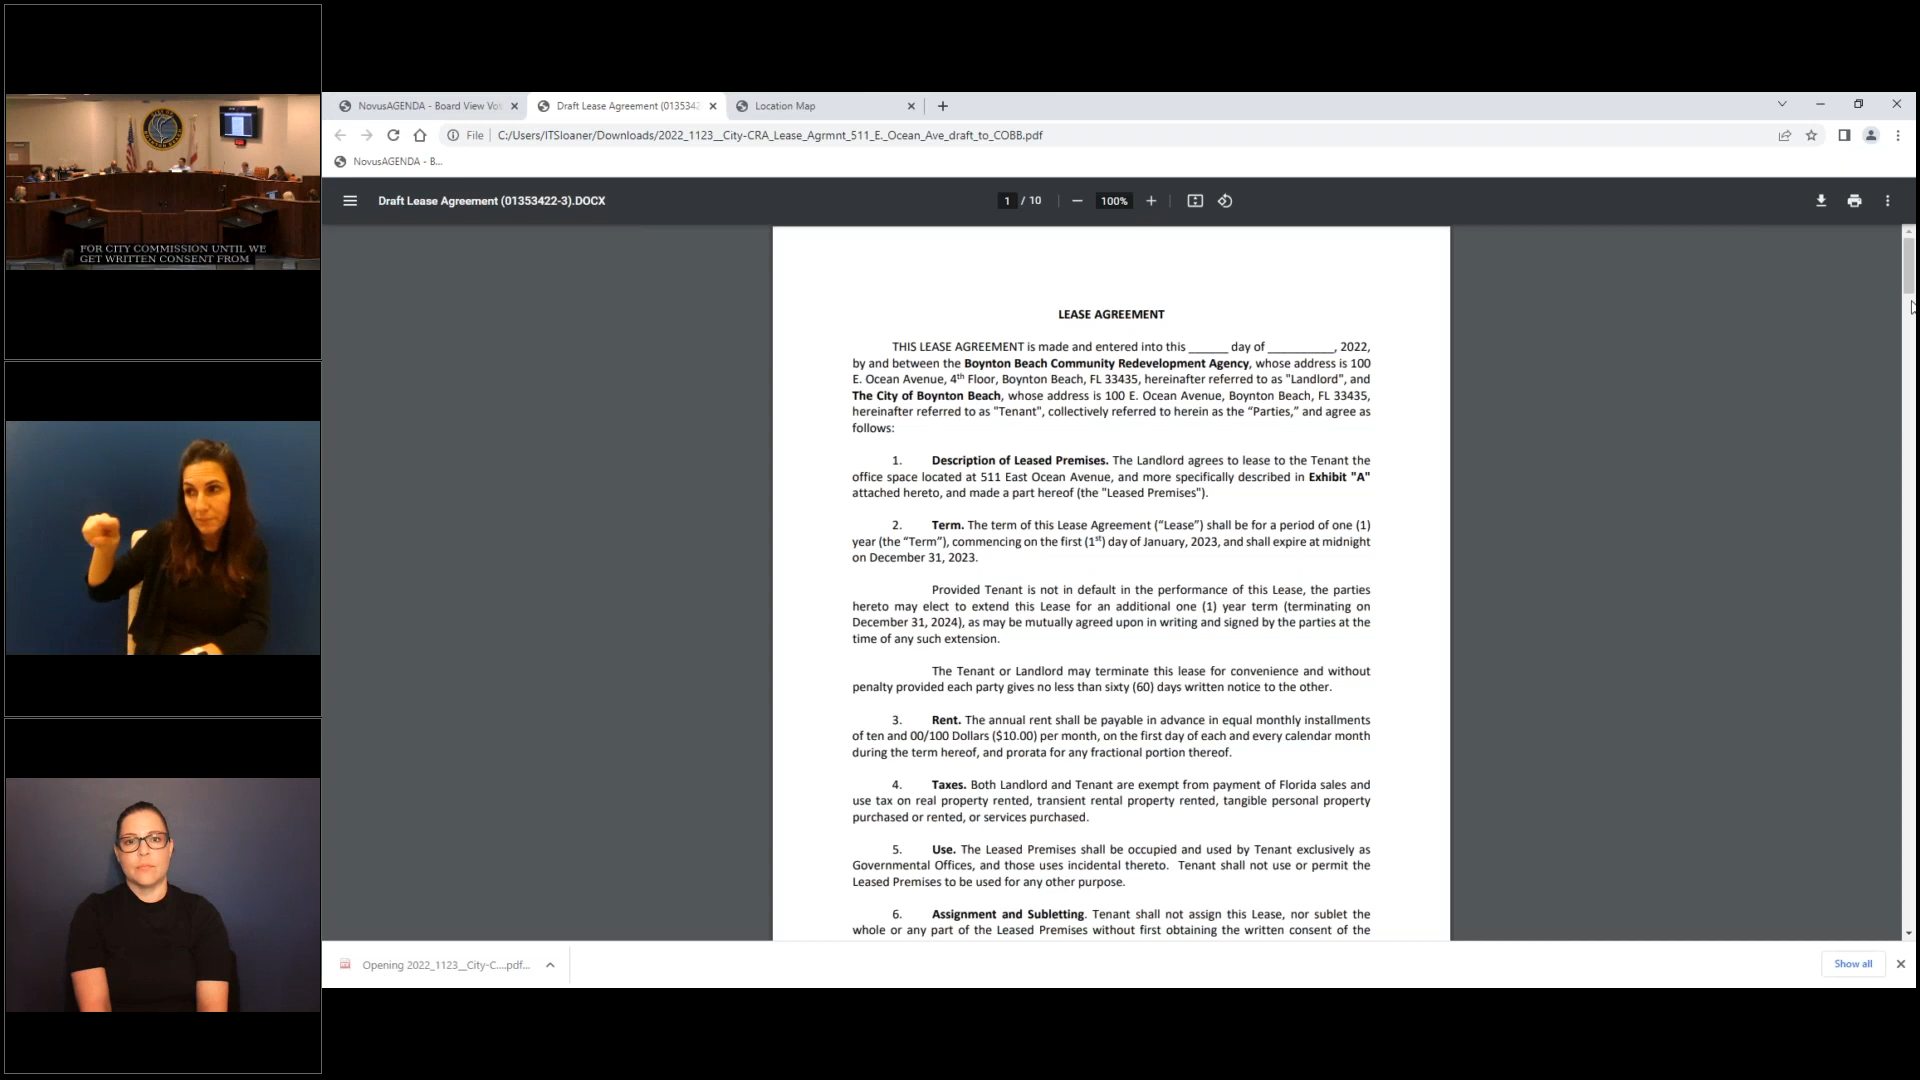 FOR CITY COMMISSION UNTIL WE
GET WRITTEN CONSENT FROM
NovusAGENDA - Board View Vot
Draft Lease Agreement (0135342
Location Map
File
C:/Users/ITSloaner/Downloads/2022_1123__City-CRA_Lease_Agrmnt_511_E._Ocean_Ave_draft_to_COBB.pdf
NovusAGENDA - B...
Draft Lease Agreement (01353422-3).DOCX
1 / 10
100%
LEASE AGREEMENT
THIS LEASE AGREEMENT is made and entered into this ______ day of __________, 2022,
by and between the Boynton Beach Community Redevelopment Agency, whose address is 100
E. Ocean Avenue, 4th Floor, Boynton Beach, FL 33435, hereinafter referred to as "Landlord", and
The City of Boynton Beach, whose address is 100 E. Ocean Avenue, Boynton Beach, FL 33435,
hereinafter referred to as "Tenant", collectively referred to herein as the “Parties,” and agree as
follows:
1. Description of Leased Premises. The Landlord agrees to lease to the Tenant the
office space located at 511 East Ocean Avenue, and more specifically described in Exhibit "A"
attached hereto, and made a part hereof (the "Leased Premises").
2. Term. The term of this Lease Agreement (“Lease”) shall be for a period of one (1)
year (the “Term”), commencing on the first (1st) day of January, 2023, and shall expire at midnight
on December 31, 2023.
Provided Tenant is not in default in the performance of this Lease, the parties
hereto may elect to extend this Lease for an additional one (1) year term (terminating on
December 31, 2024), as may be mutually agreed upon in writing and signed by the parties at the
time of any such extension.
The Tenant or Landlord may terminate this lease for convenience and without
penalty provided each party gives no less than sixty (60) days written notice to the other.
3. Rent. The annual rent shall be payable in advance in equal monthly installments
of ten and 00/100 Dollars ($10.00) per month, on the first day of each and every calendar month
during the term hereof, and prorata for any fractional portion thereof.
4. Taxes. Both Landlord and Tenant are exempt from payment of Florida sales and
use tax on real property rented, transient rental property rented, tangible personal property
purchased or rented, or services purchased.
5. Use. The Leased Premises shall be occupied and used by Tenant exclusively as
Governmental Offices, and those uses incidental thereto. Tenant shall not use or permit the
Leased Premises to be used for any other purpose.
6. Assignment and Subletting. Tenant shall not assign this Lease, nor sublet the
whole or any part of the Leased Premises without first obtaining the written consent of the
Opening 2022_1123__City-C....pdf...
Show all